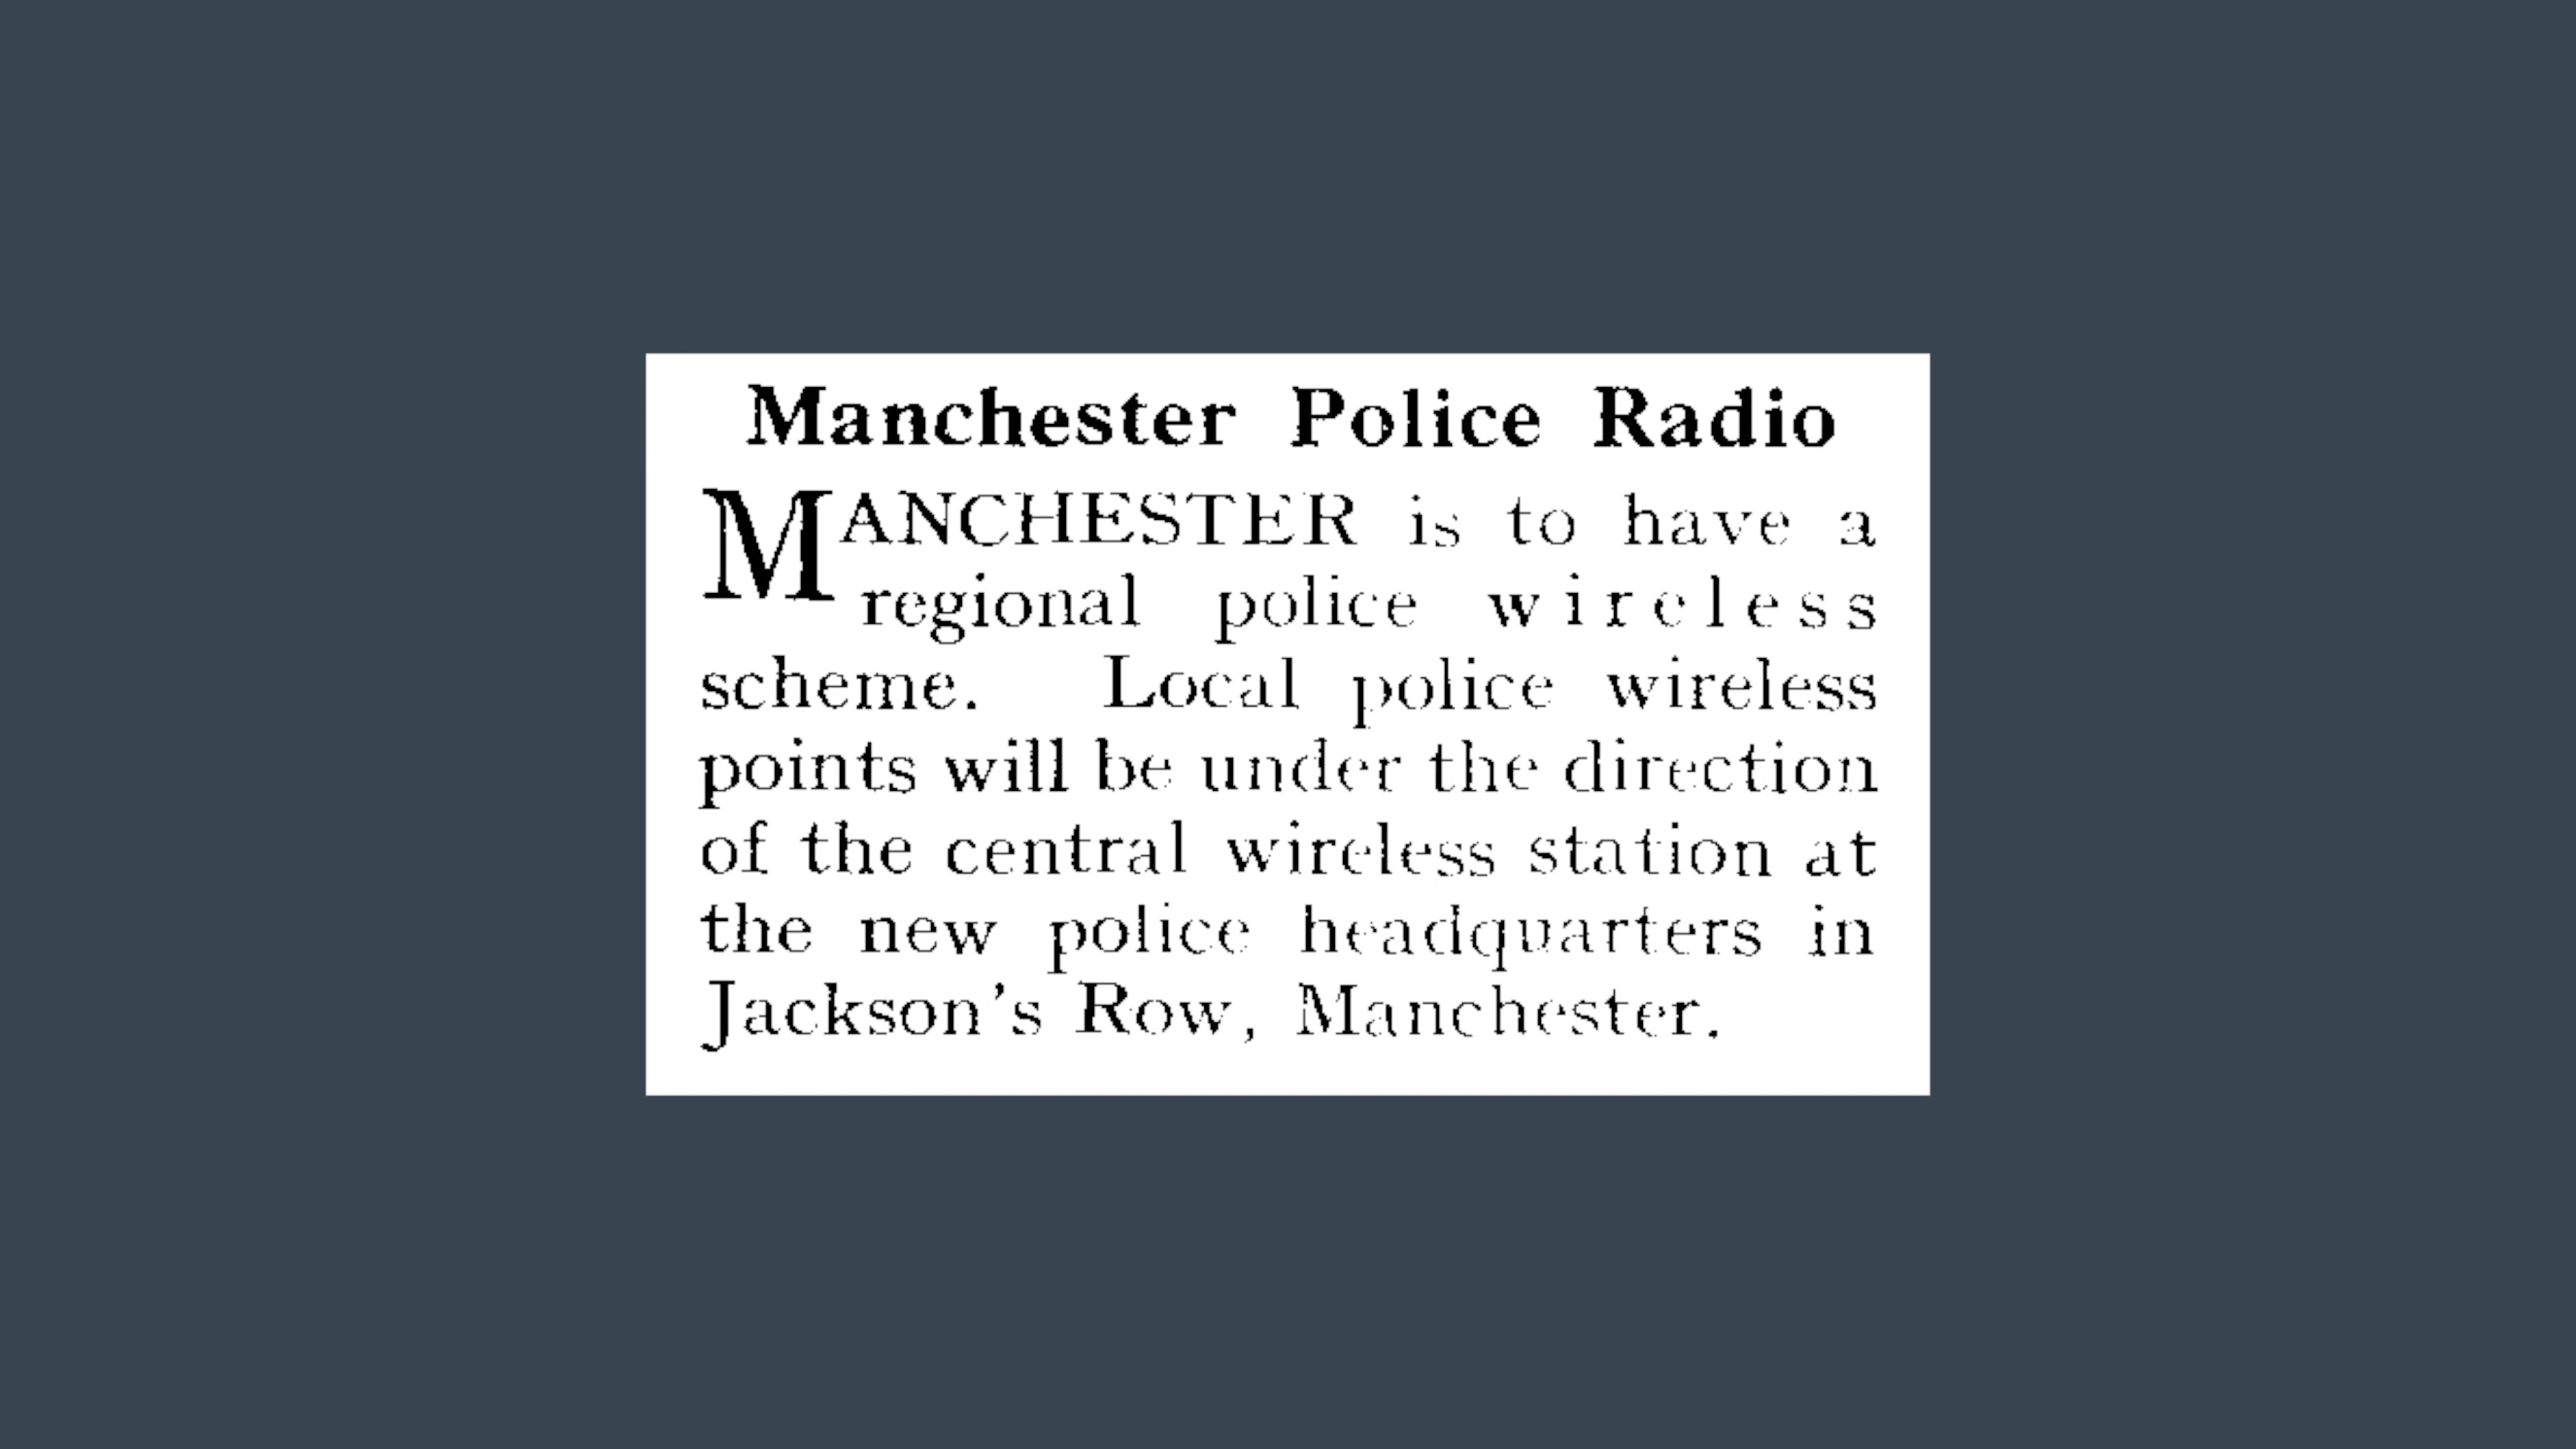 Manchester Police Radio
MANCHESTER is to have a
regional police wireless
scheme. Local police wireless
points will be under the direction
of the central wireless station at
the new police headquarters in
Jackson's Row, Manchester.